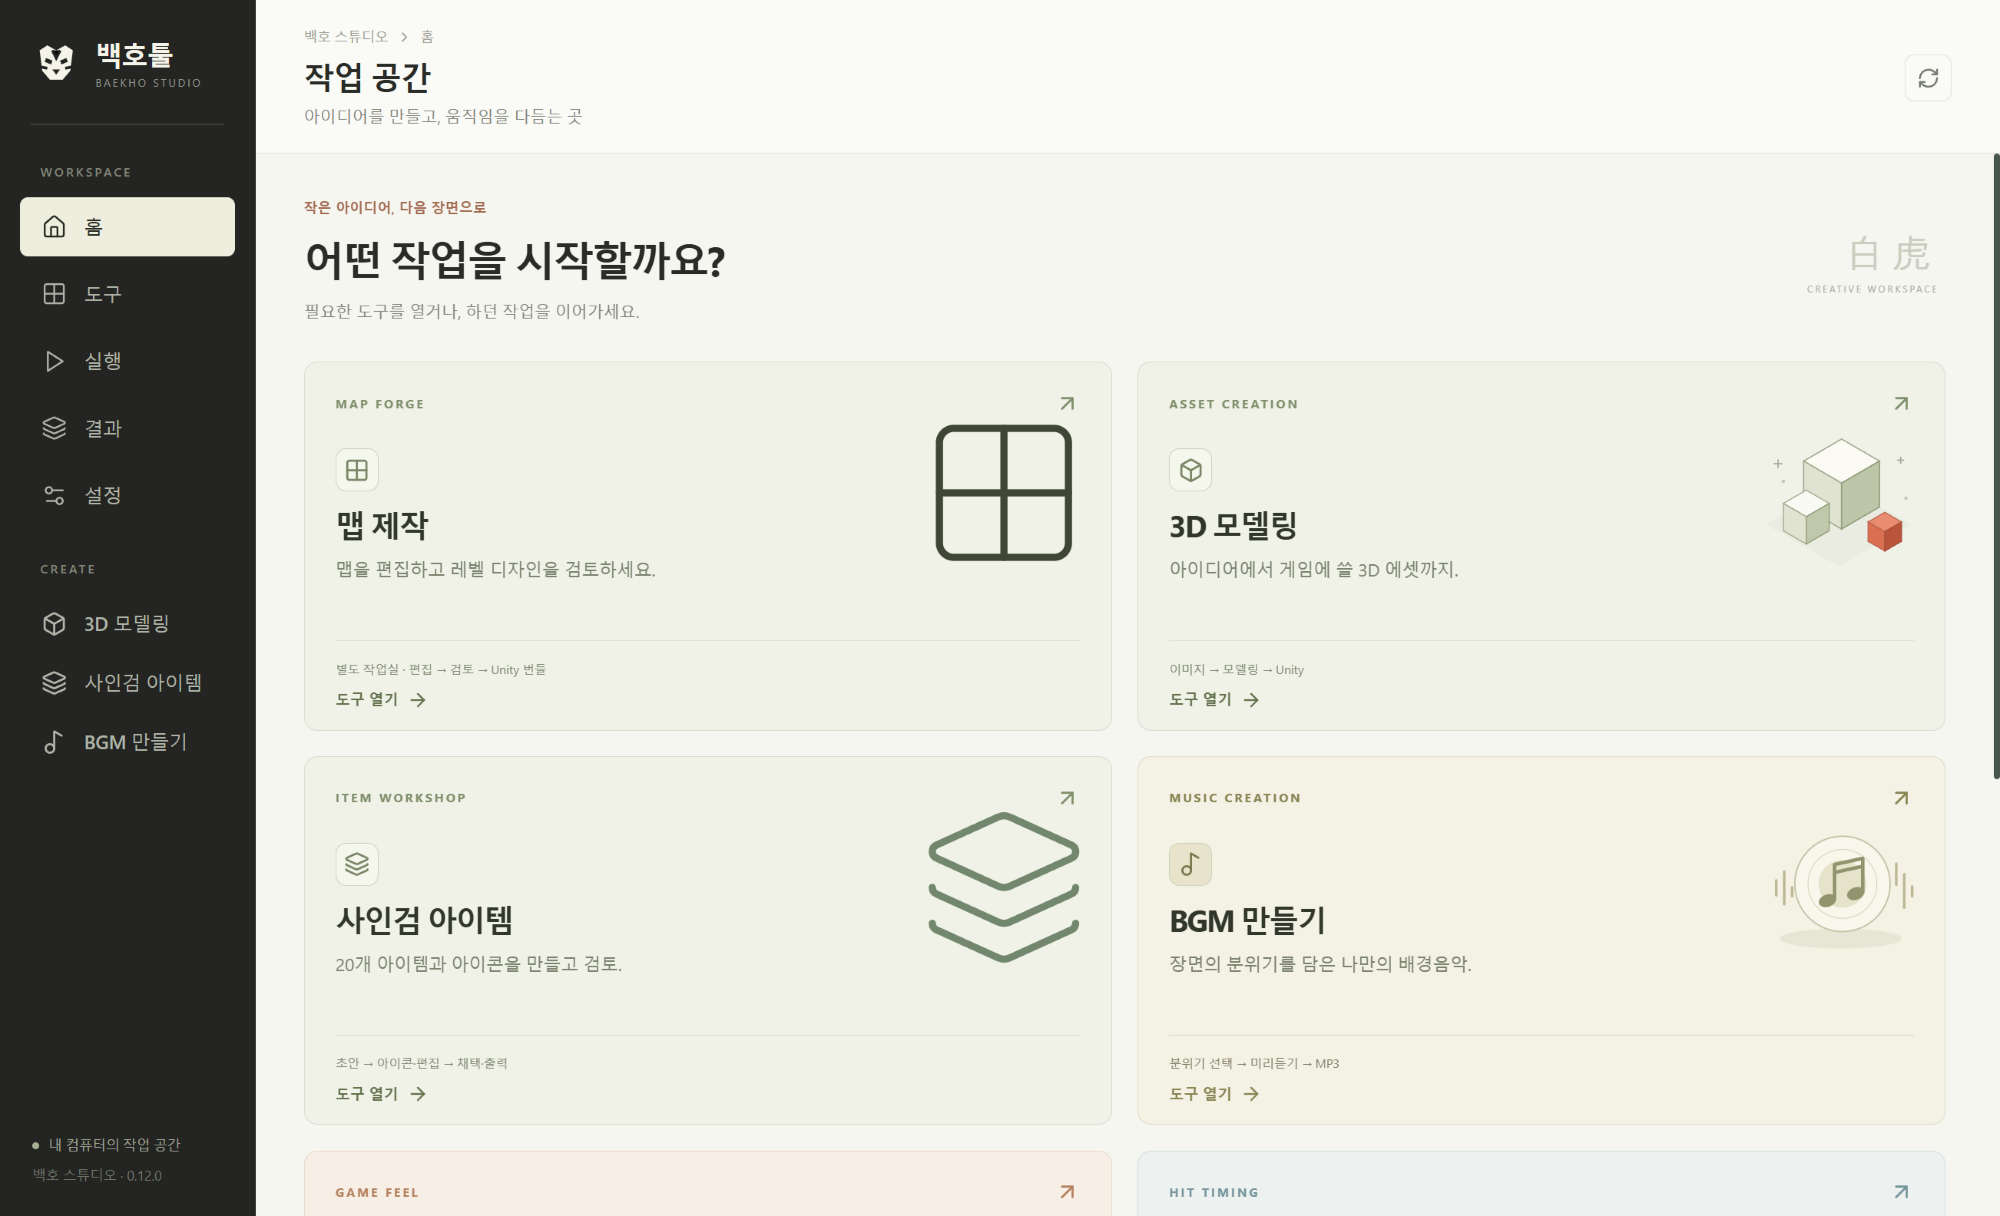 백호툴
BAEKHO STUDIO
WORKSPACE
홈
도구
실행
결과
설정
CREATE
3D 모델링
사인검 아이템
BGM 만들기
내 컴퓨터의 작업 공간
백호 스튜디오 · 0.12.0
백호 스튜디오 > 홈
작업 공간
아이디어를 만들고, 움직임을 다듬는 곳
작은 아이디어, 다음 장면으로
어떤 작업을 시작할까요?
필요한 도구를 열거나, 하던 작업을 이어가세요.
白虎
CREATIVE WORKSPACE
MAP FORGE
맵 제작
맵을 편집하고 레벨 디자인을 검토하세요.
별도 작업실 · 편집 → 검토 → Unity 번들
도구 열기 →
ASSET CREATION
3D 모델링
아이디어에서 게임에 쓸 3D 에셋까지.
이미지 → 모델링 → Unity
도구 열기 →
ITEM WORKSHOP
사인검 아이템
20개 아이템과 아이콘을 만들고 검토.
초안 → 아이콘·편집 → 채택·출력
도구 열기 →
MUSIC CREATION
BGM 만들기
장면의 분위기를 담은 나만의 배경음악.
분위기 선택 → 미리듣기 → MP3
도구 열기 →
GAME FEEL
HIT TIMING